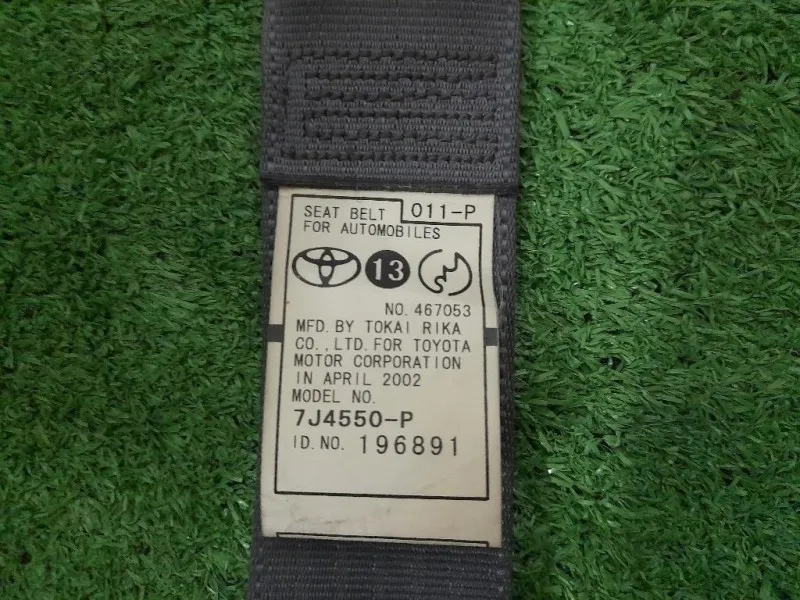 SEAT BELT 011-P
FOR AUTOMOBILES
13
NO. 467053
MFD. BY TOKAI RIKA
CO., LTD. FOR TOYOTA
MOTOR CORPORATION
IN APRIL 2002
MODEL NO.
7J4550-P
ID. NO. 196891